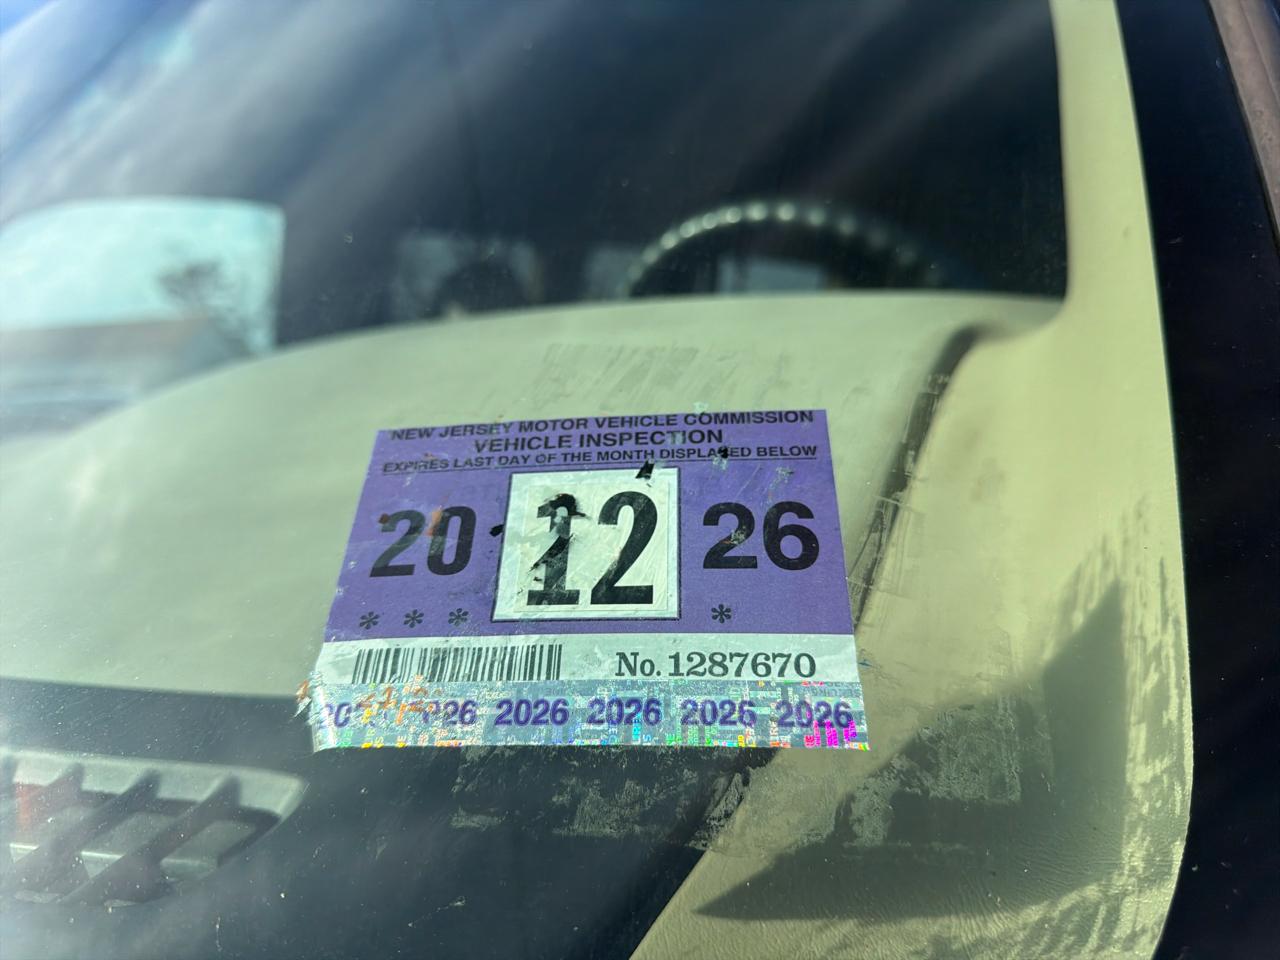 NEW JERSEY MOTOR VEHICLE COMMISSION
VEHICLE INSPECTION
EXPIRES LAST DAY OF THE MONTH DISPLAYED BELOW
20 12 26
* * * *
No. 1287670
26 2026 2026 2026 2026